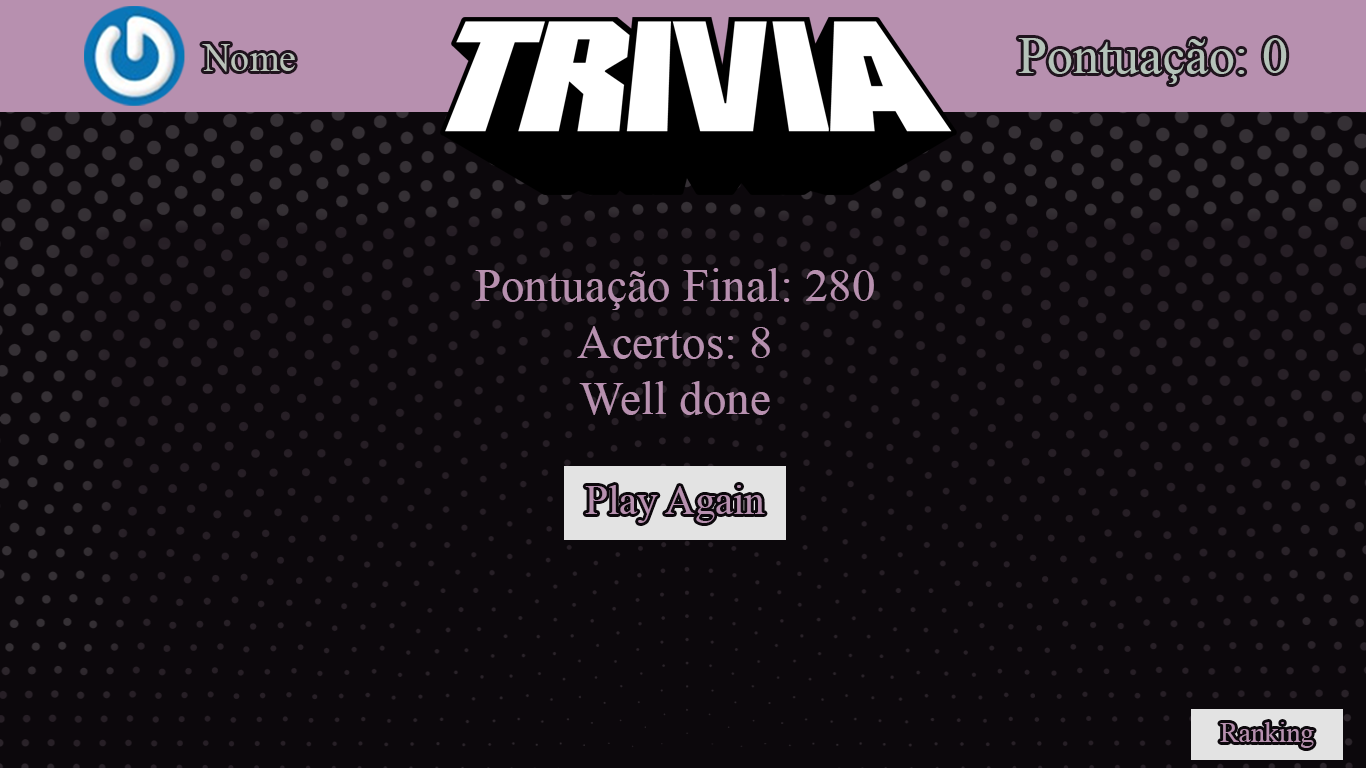 Nome
TRIVIA
Pontuação: 0
Pontuação Final: 280
Acertos: 8
Well done
Play Again
Ranking